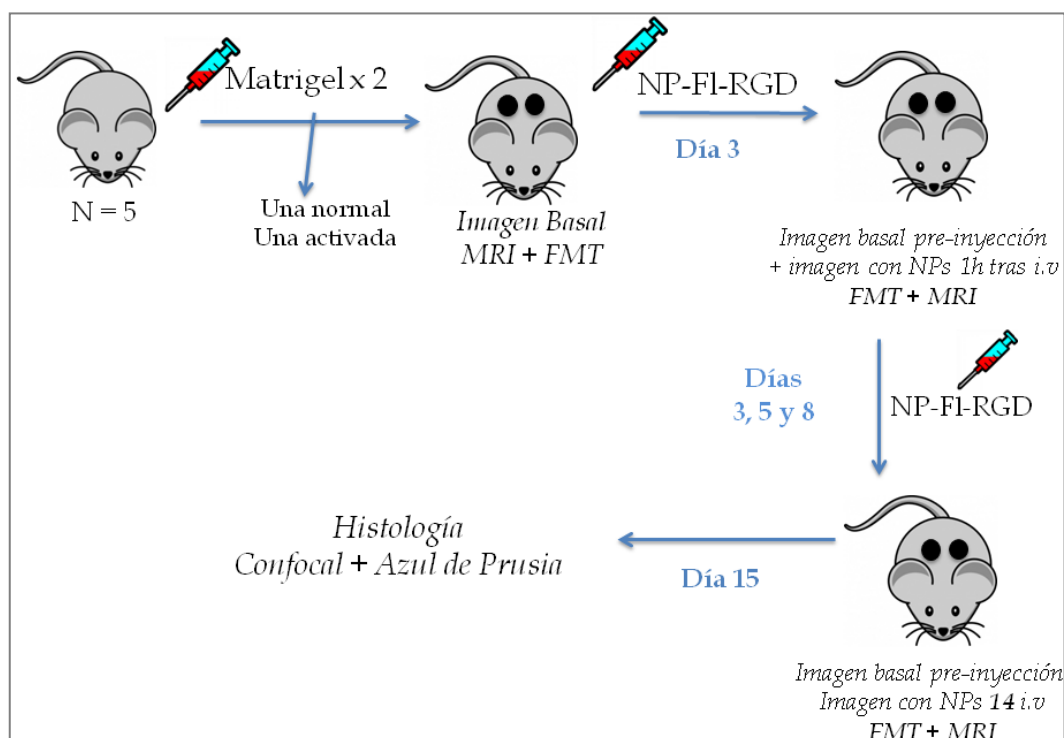 Matrigel x 2
N = 5
Una normal
Una activada
Imagen Basal
MRI + FMT
NP-Fl-RGD
Día 3
Imagen basal pre-inyección
+ imagen con NPs 1h tras i.v
FMT + MRI
Días
3, 5 y 8
NP-Fl-RGD
Imagen basal pre-inyección
Imagen con NPs 14 i.v
FMT + MRI
Día 15
Histología
Confocal + Azul de Prusia